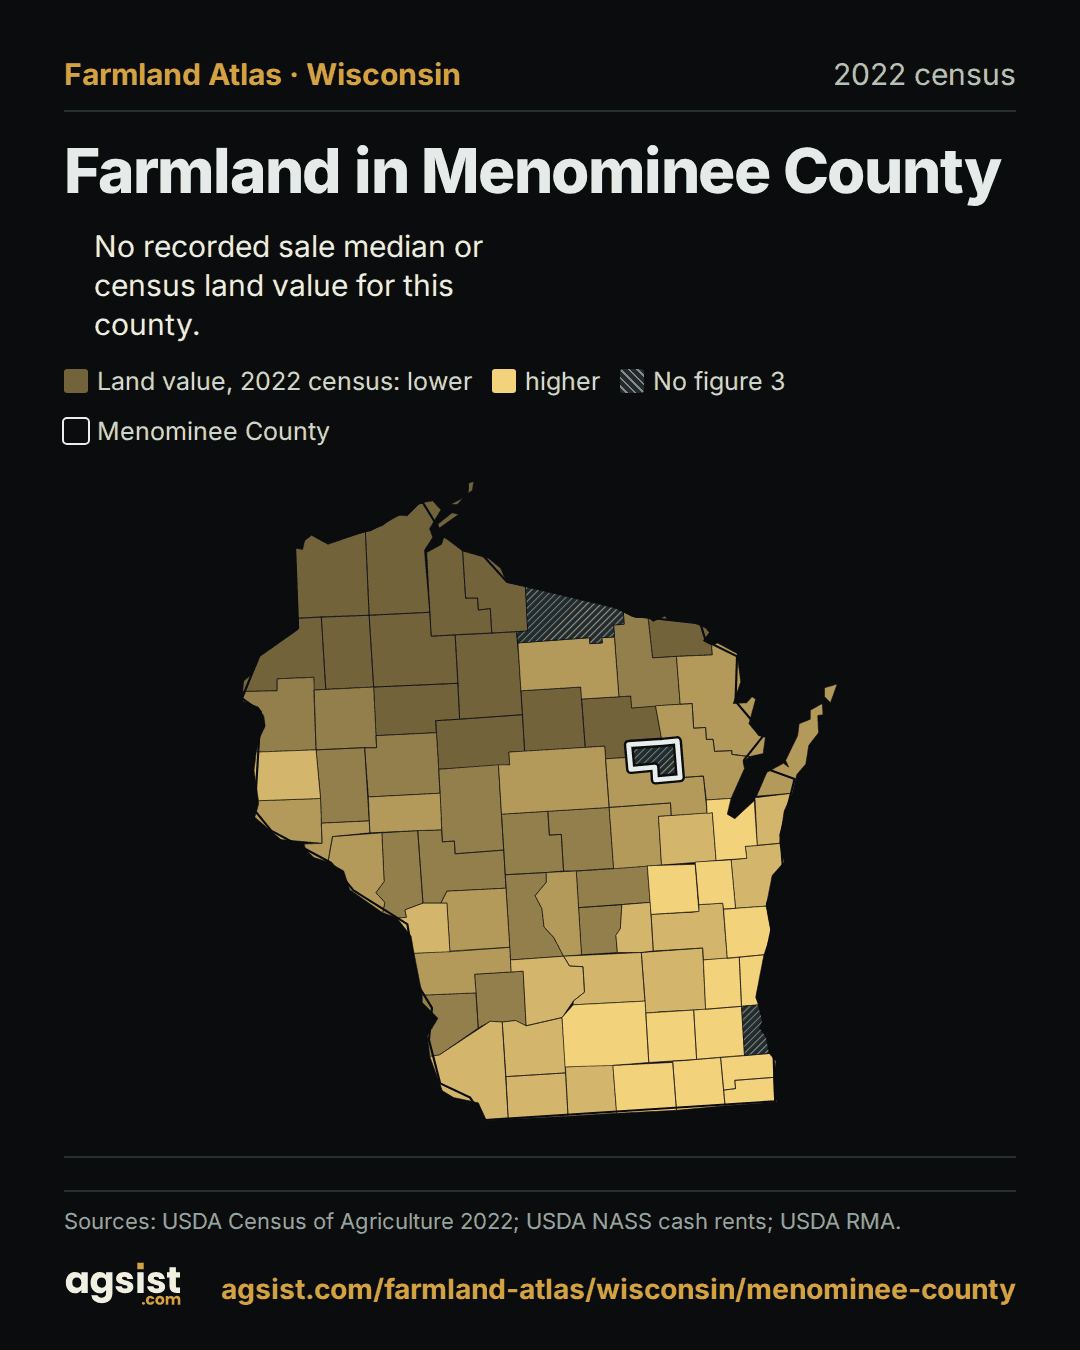 Farmland Atlas · Wisconsin
2022 census
Farmland in Menominee County
No recorded sale median or
census land value for this
county.
Land value, 2022 census: lower higher No figure 3
Menominee County
Sources: USDA Census of Agriculture 2022; USDA NASS cash rents; USDA RMA.
agsist
.com
agsist.com/farmland-atlas/wisconsin/menominee-county